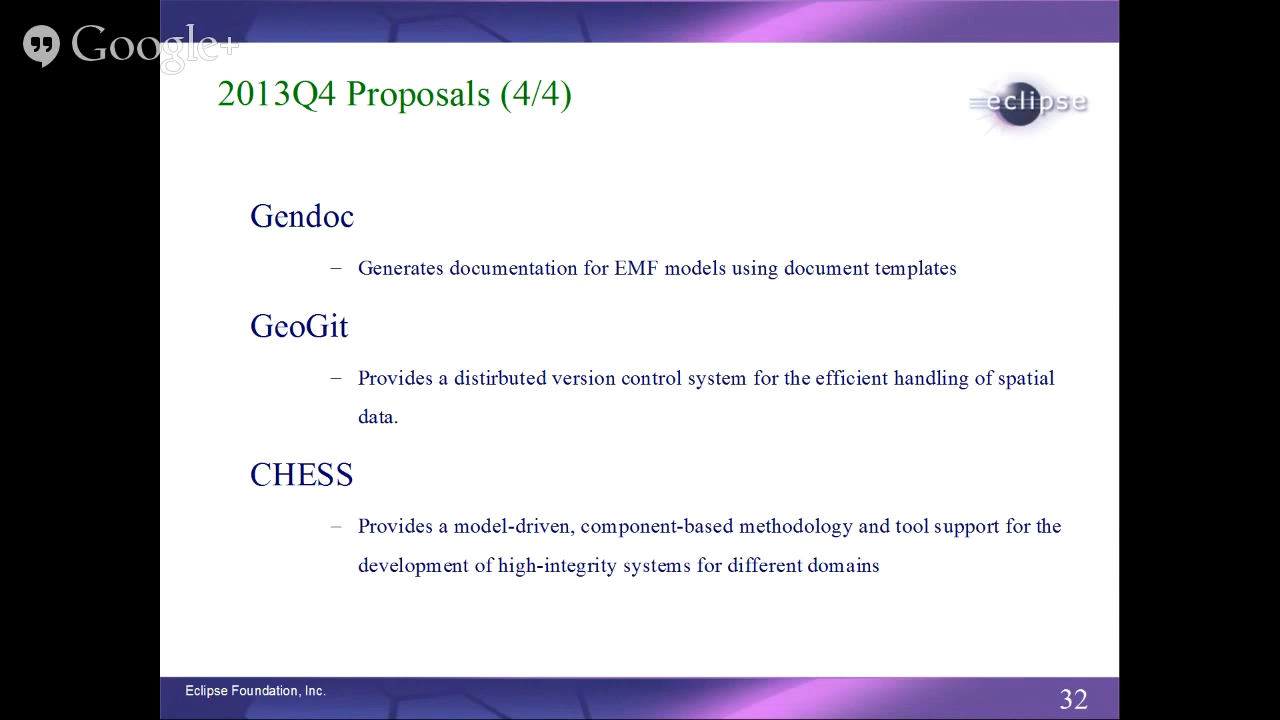 Google+
2013Q4 Proposals (4/4)
eclipse
Gendoc
– Generates documentation for EMF models using document templates
GeoGit
– Provides a distirbuted version control system for the efficient handling of spatial
data.
CHESS
– Provides a model-driven, component-based methodology and tool support for the
development of high-integrity systems for different domains
Eclipse Foundation, Inc.
32